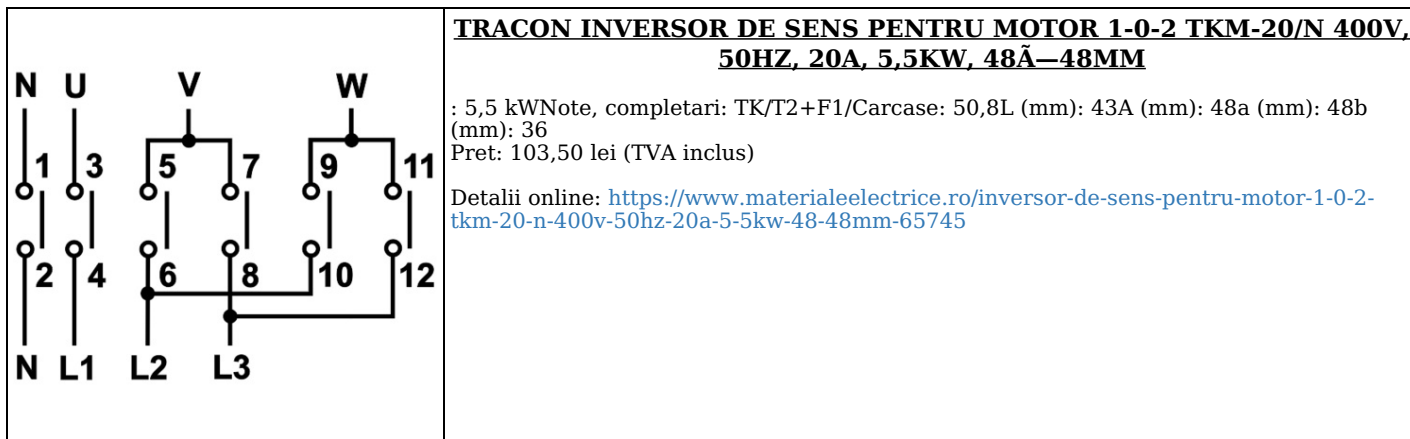 N U V W
1 3 5 7 9 11
2 4 6 8 10 12
N L1 L2 L3
TRACON INVERSOR DE SENS PENTRU MOTOR 1-0-2 TKM-20/N 400V,
50HZ, 20A, 5,5KW, 48Ã—48MM
: 5,5 kWNote, completari: TK/T2+F1/Carcase: 50,8L (mm): 43A (mm): 48a (mm): 48b
(mm): 36
Pret: 103,50 lei (TVA inclus)
Detalii online: https://www.materialeelectrice.ro/inversor-de-sens-pentru-motor-1-0-2-
tkm-20-n-400v-50hz-20a-5-5kw-48-48mm-65745